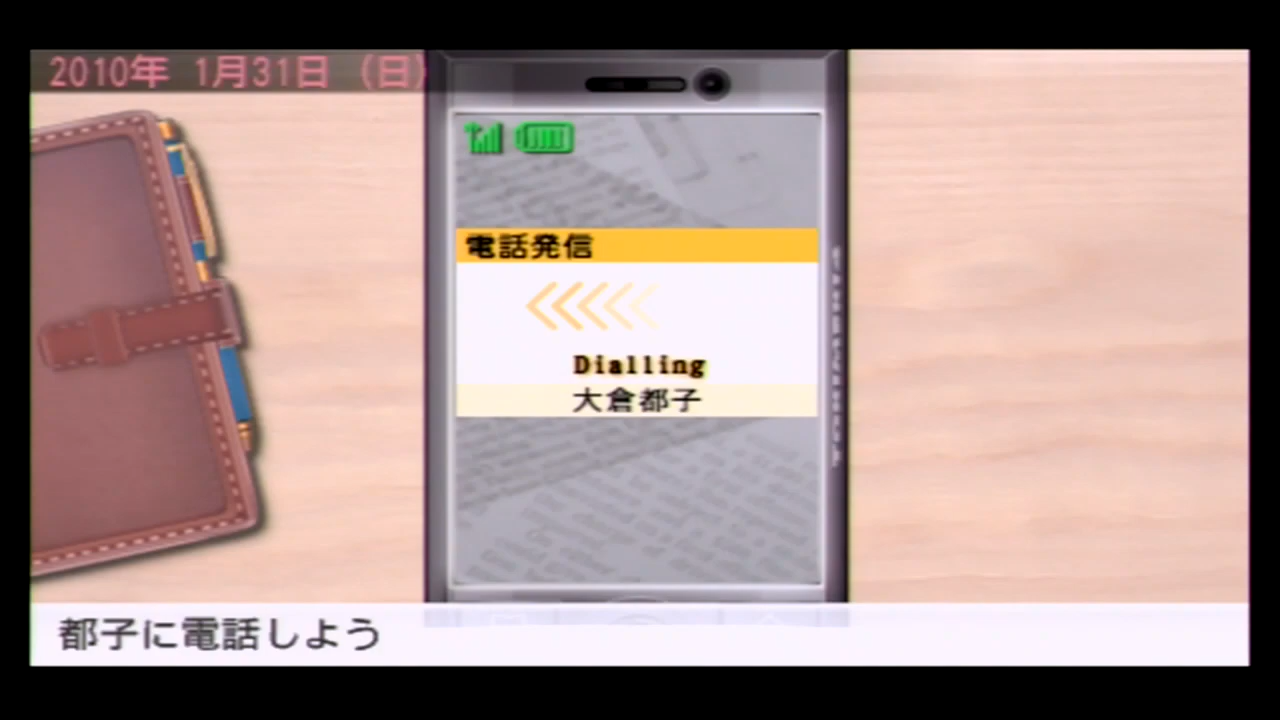 2010年 1月31日 （日）
電話発信
Dialling
大倉都子
都子に電話しよう